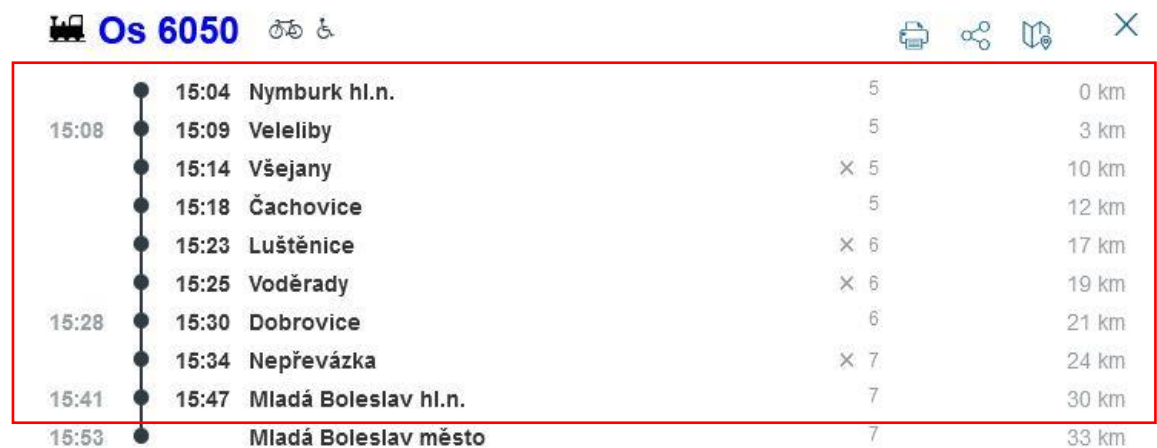 Os 6050
15:04 Nymburk hl.n. 5 0 km
15:08 15:09 Veleliby 5 3 km
15:14 Všejany × 5 10 km
15:18 Čachovice 5 12 km
15:23 Luštěnice × 6 17 km
15:25 Voděrady × 6 19 km
15:28 15:30 Dobrovice 6 21 km
15:34 Nepřevázka × 7 24 km
15:41 15:47 Mladá Boleslav hl.n. 7 30 km
15:53 Mladá Boleslav město 7 33 km